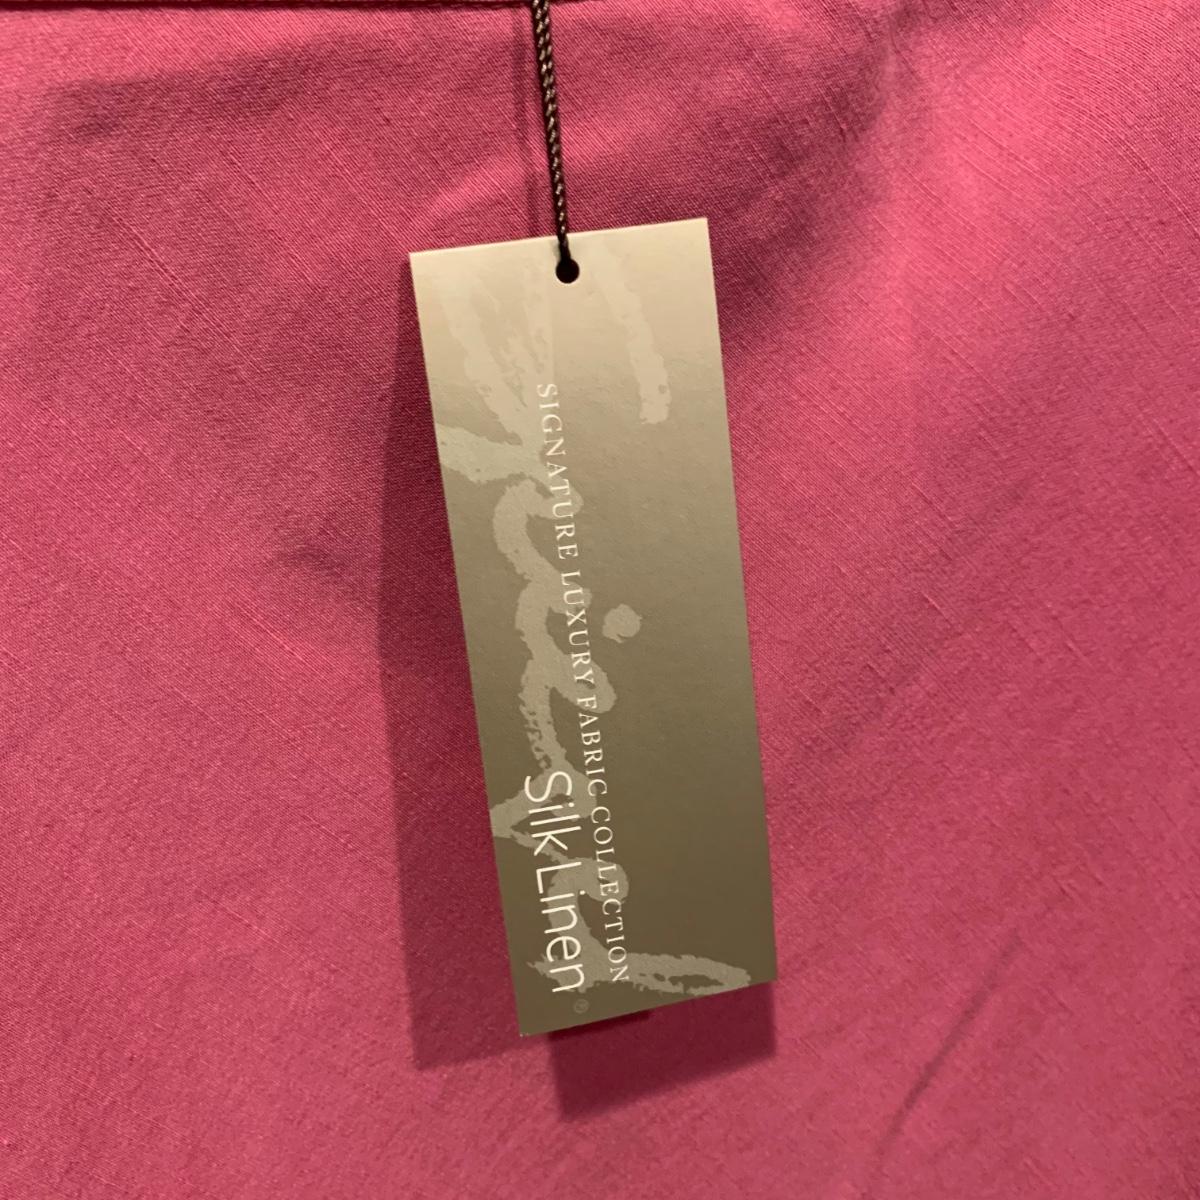 SIGNATURE LUXURY FABRIC COLLECTION
Silk Linen®